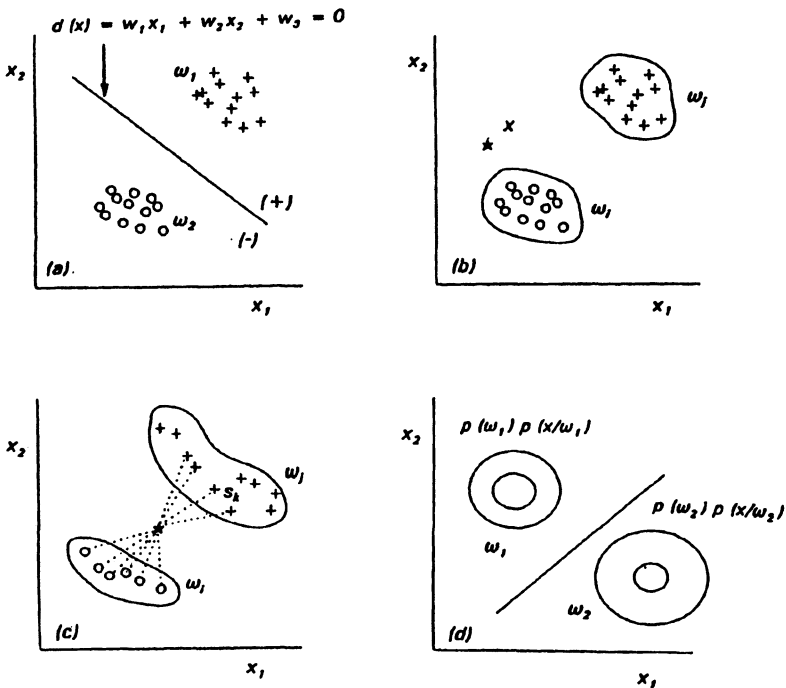 d (x) = w₁x₁ + w₂x₂ + w₃ = 0
x₂
ω₁
ω₂
(+)
(-)
(a).
x₁
x₂
x
ωⱼ
ωᵢ
(b)
x₁
x₂
ωⱼ
sₖ
ωᵢ
(c)
x₁
x₂
p (ω₁) p (x/ω₁)
p (ω₂) p (x/ω₂)
ω₁
ω₂
(d)
x₁